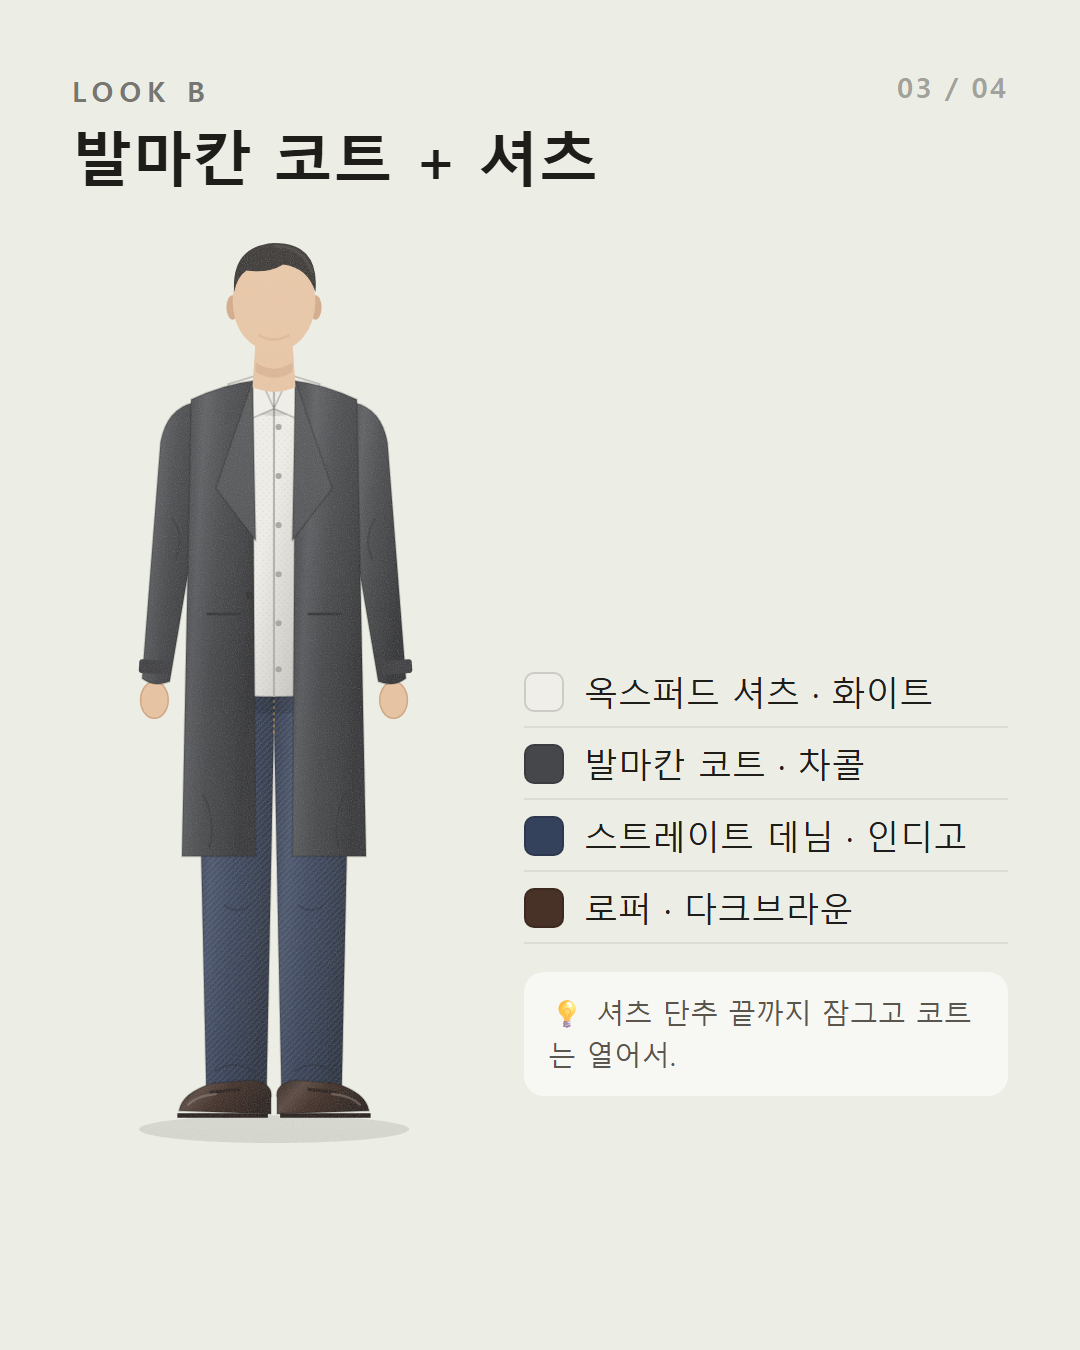 LOOK B
03 / 04
발마칸 코트 + 셔츠
옥스퍼드 셔츠 · 화이트
발마칸 코트 · 차콜
스트레이트 데님 · 인디고
로퍼 · 다크브라운
💡 셔츠 단추 끝까지 잠그고 코트
는 열어서.